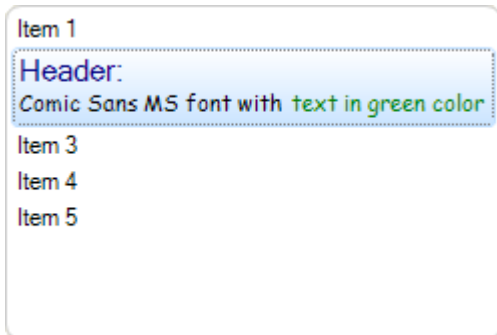 Item 1
Header:
Comic Sans MS font with text in green color
Item 3
Item 4
Item 5